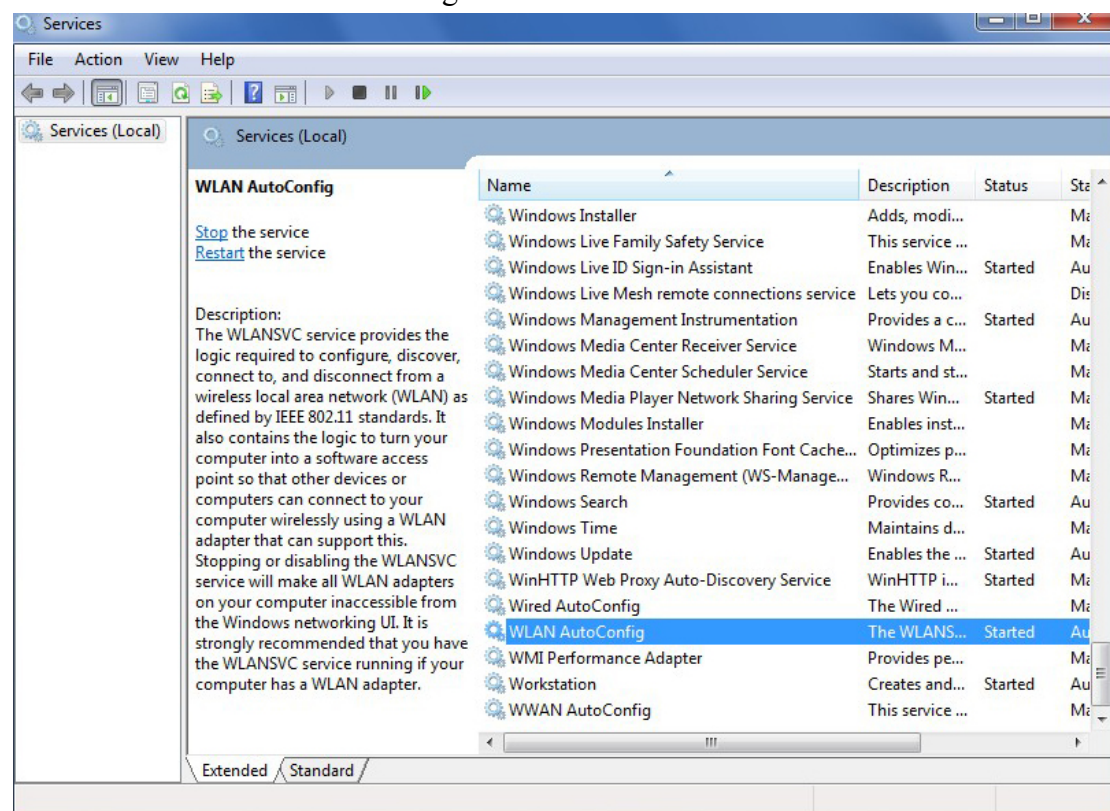 Services
File Action View Help
Services (Local)
Services (Local)
WLAN AutoConfig
Stop the service
Restart the service
Description:
The WLANSVC service provides the
logic required to configure, discover,
connect to, and disconnect from a
wireless local area network (WLAN) as
defined by IEEE 802.11 standards. It
also contains the logic to turn your
computer into a software access
point so that other devices or
computers can connect to your
computer wirelessly using a WLAN
adapter that can support this.
Stopping or disabling the WLANSVC
service will make all WLAN adapters
on your computer inaccessible from
the Windows networking UI. It is
strongly recommended that you have
the WLANSVC service running if your
computer has a WLAN adapter.
Name Description Status Sta
Windows Installer Adds, modi... Ma
Windows Live Family Safety Service This service ... Ma
Windows Live ID Sign-in Assistant Enables Win... Started Au
Windows Live Mesh remote connections service Lets you co... Dis
Windows Management Instrumentation Provides a c... Started Au
Windows Media Center Receiver Service Windows M... Ma
Windows Media Center Scheduler Service Starts and st... Ma
Windows Media Player Network Sharing Service Shares Win... Started Ma
Windows Modules Installer Enables inst... Ma
Windows Presentation Foundation Font Cache... Optimizes p... Ma
Windows Remote Management (WS-Manage... Windows R... Ma
Windows Search Provides co... Started Au
Windows Time Maintains d... Ma
Windows Update Enables the ... Started Au
WinHTTP Web Proxy Auto-Discovery Service WinHTTP i... Started Ma
Wired AutoConfig The Wired ... Ma
WLAN AutoConfig The WLANS... Started Au
WMI Performance Adapter Provides pe... Ma
Workstation Creates and... Started Au
WWAN AutoConfig This service ... Ma
Extended Standard